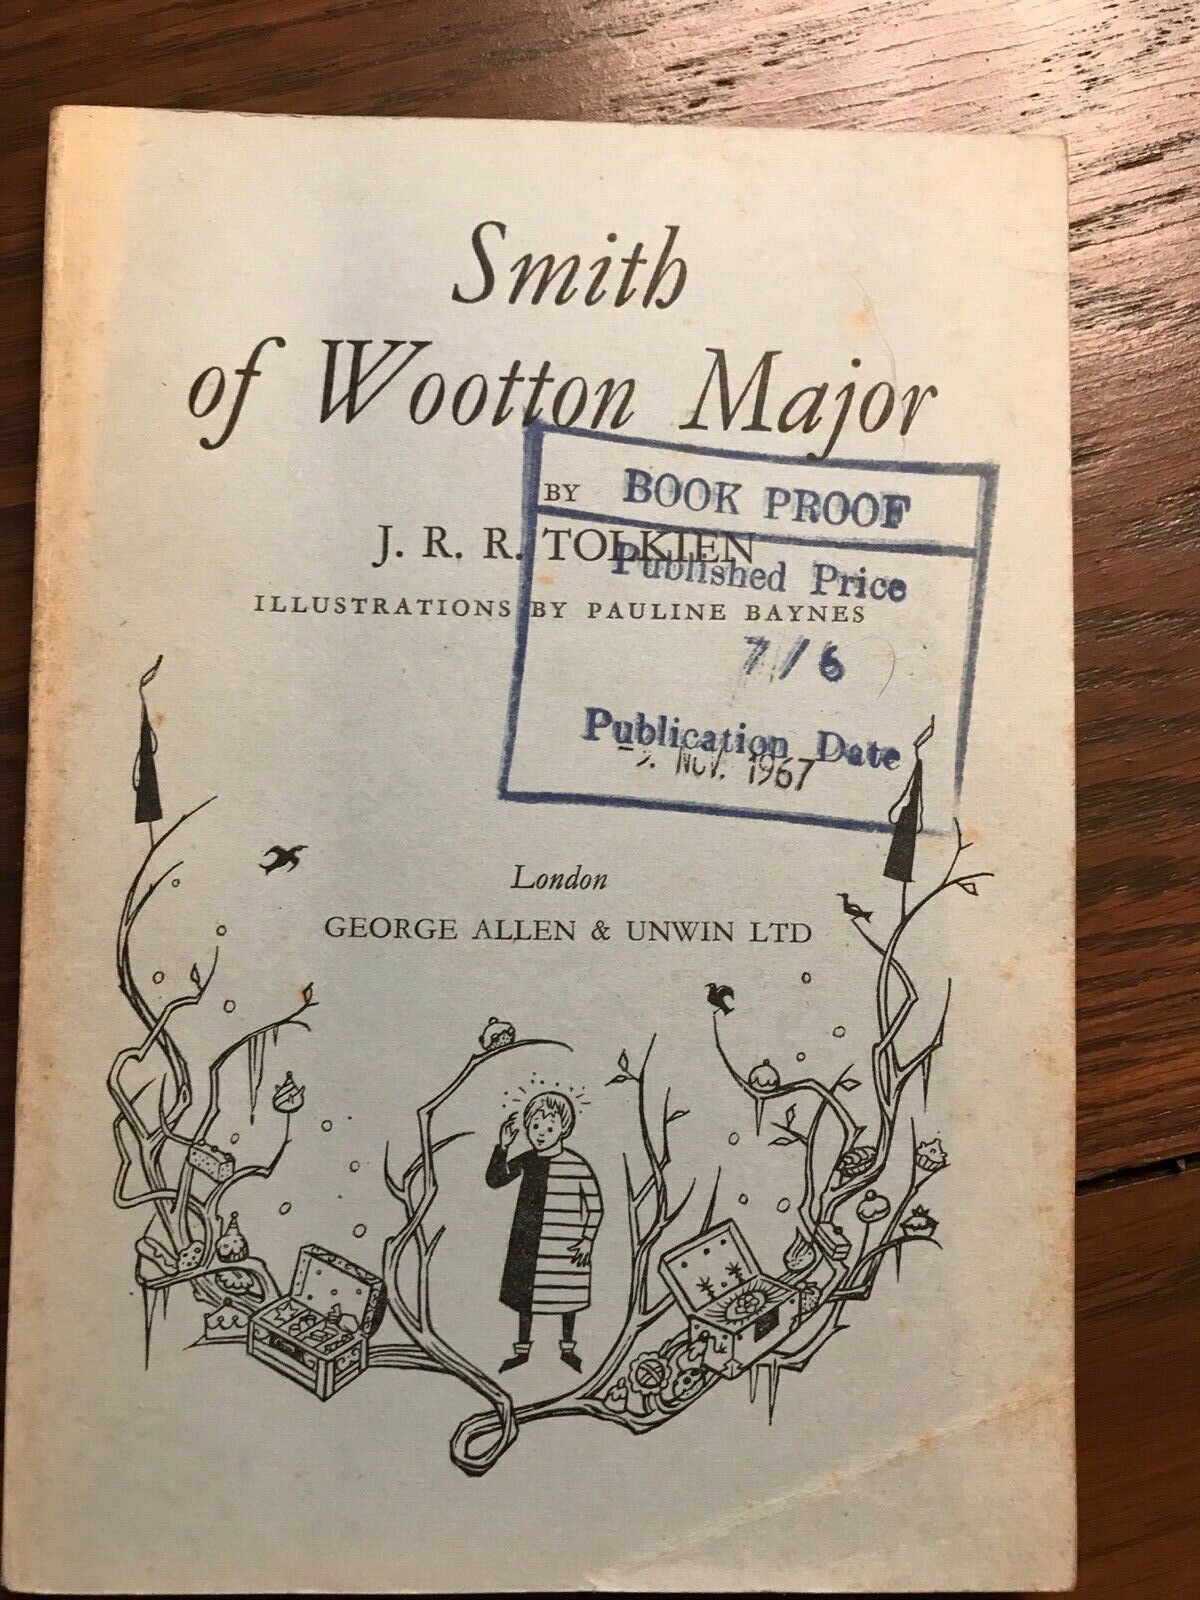 Smith
of Wootton Major
BY
J. R. R. TOLKIEN
ILLUSTRATIONS BY PAULINE BAYNES
BOOK PROOF
Published Price
7/6
Publication Date
NOV. 1967
London
GEORGE ALLEN & UNWIN LTD